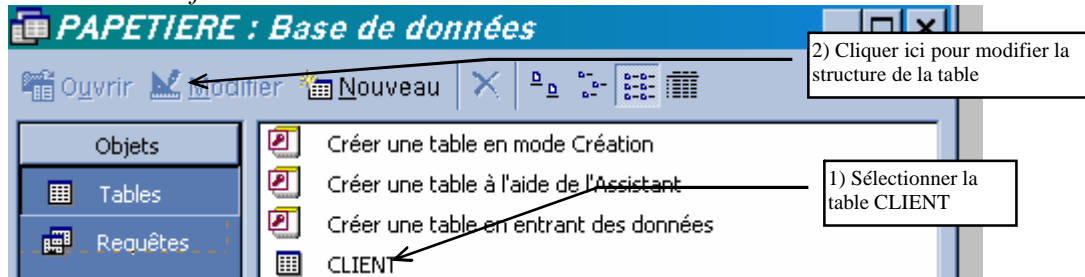 PAPETIERE : Base de données
2) Cliquer ici pour modifier la
structure de la table
Ouvrir Modifier Nouveau
Objets
Créer une table en mode Création
Tables
Créer une table à l'aide de l'Assistant
1) Sélectionner la
table CLIENT
Créer une table en entrant des données
Requêtes
CLIENT